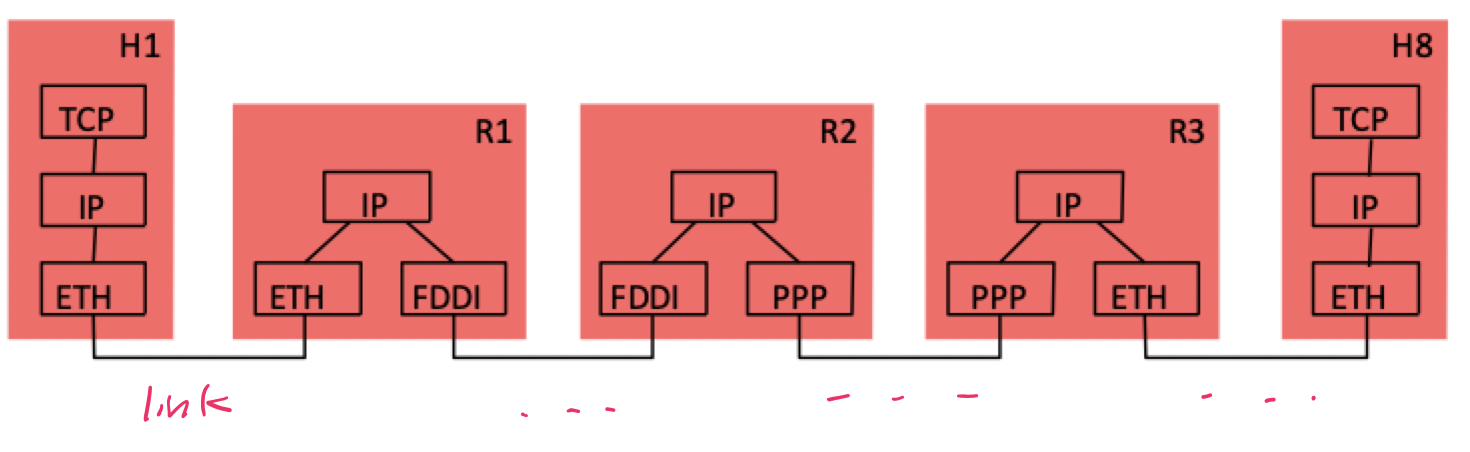 H1 H8
TCP R1 R2 R3 TCP
IP IP IP IP IP
ETH ETH FDDI FDDI PPP PPP ETH ETH
link . - - - - - - - .